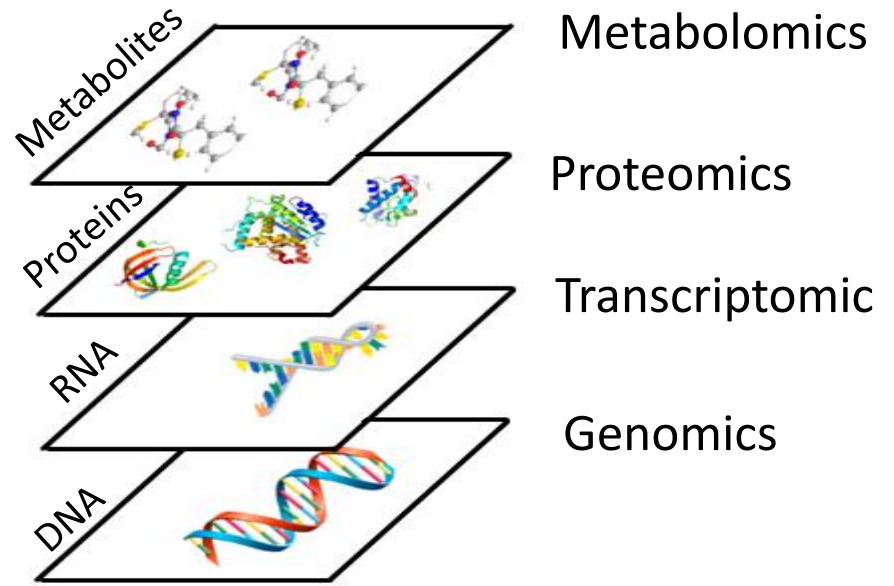 Metabolites
Metabolomics
Proteins
Proteomics
RNA
Transcriptomic
DNA
Genomics